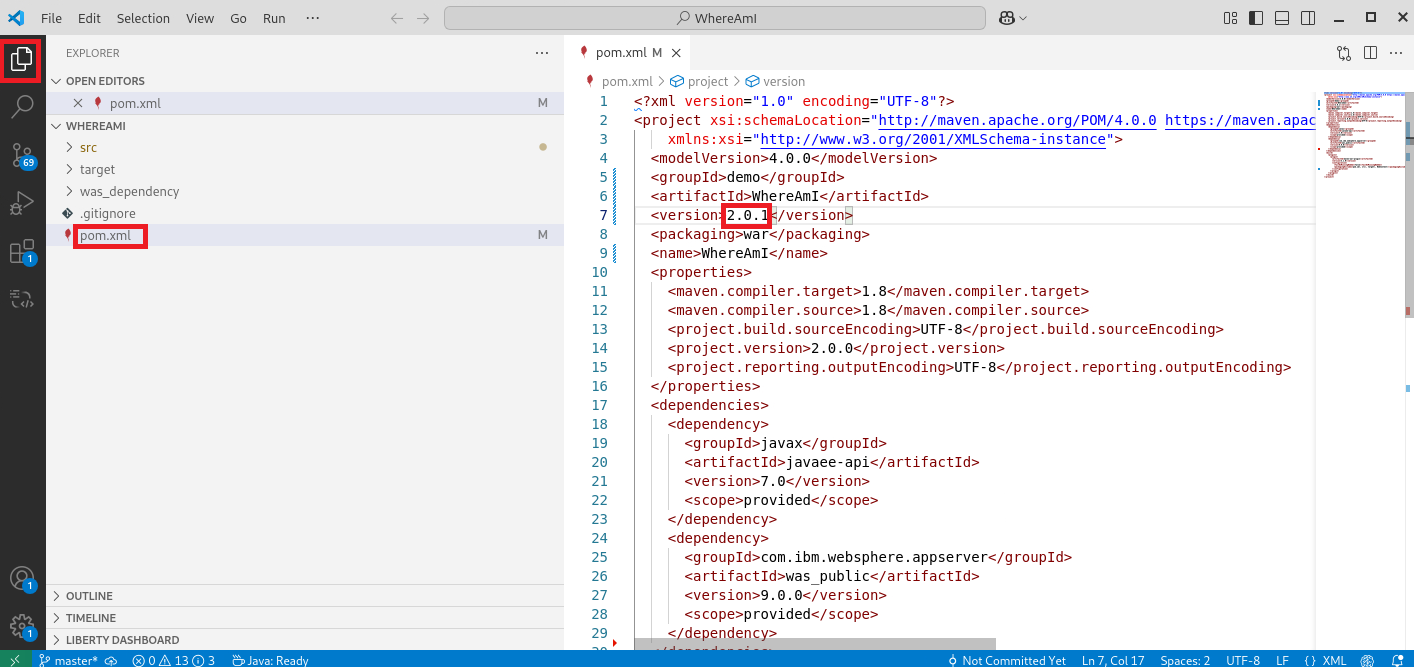 File Edit Selection View Go Run ··· WhereAmI
EXPLORER ···
OPEN EDITORS
pom.xml M
WHEREAMI
src
target
was_dependency
.gitignore
pom.xml M
OUTLINE
TIMELINE
LIBERTY DASHBOARD
69
1
1
1
pom.xml M
pom.xml > project > version
1 <?xml version="1.0" encoding="UTF-8"?>
2 <project xsi:schemaLocation="http://maven.apache.org/POM/4.0.0 https://maven.apac
3 xmlns:xsi="http://www.w3.org/2001/XMLSchema-instance">
4 <modelVersion>4.0.0</modelVersion>
5 <groupId>demo</groupId>
6 <artifactId>WhereAmI</artifactId>
7 <version>2.0.1</version>
8 <packaging>war</packaging>
9 <name>WhereAmI</name>
10 <properties>
11 <maven.compiler.target>1.8</maven.compiler.target>
12 <maven.compiler.source>1.8</maven.compiler.source>
13 <project.build.sourceEncoding>UTF-8</project.build.sourceEncoding>
14 <project.version>2.0.0</project.version>
15 <project.reporting.outputEncoding>UTF-8</project.reporting.outputEncoding>
16 </properties>
17 <dependencies>
18 <dependency>
19 <groupId>javax</groupId>
20 <artifactId>javaee-api</artifactId>
21 <version>7.0</version>
22 <scope>provided</scope>
23 </dependency>
24 <dependency>
25 <groupId>com.ibm.websphere.appserver</groupId>
26 <artifactId>was_public</artifactId>
27 <version>9.0.0</version>
28 <scope>provided</scope>
29 </dependency>
master* 0 13 3 Java: Ready Not Committed Yet Ln 7, Col 17 Spaces: 2 UTF-8 LF {} XML